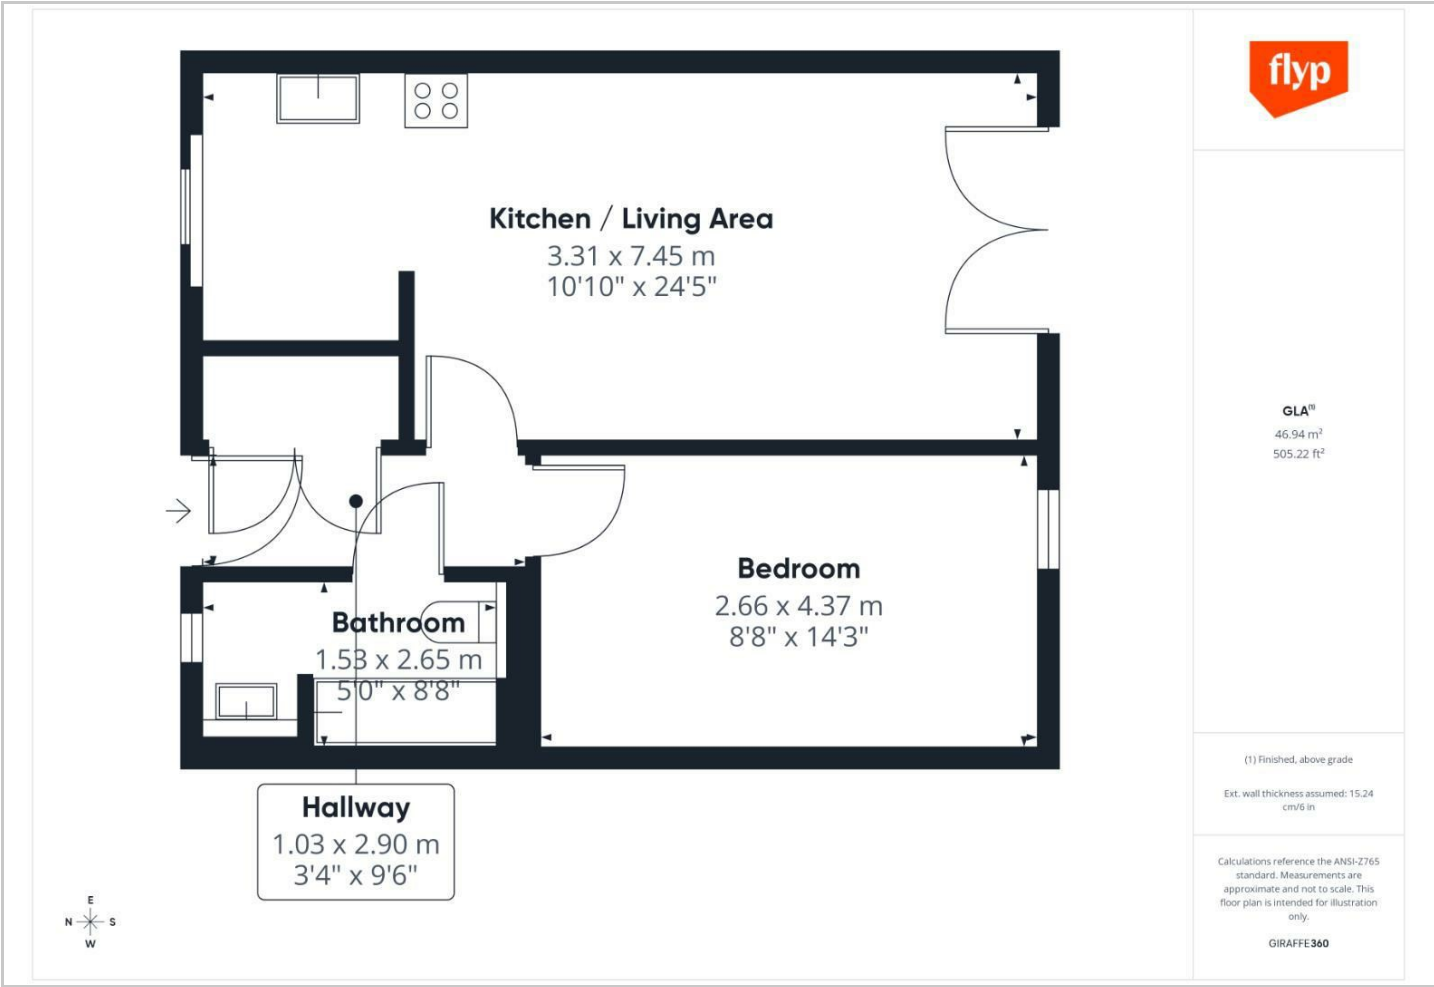 flyp
Kitchen / Living Area
3.31 x 7.45 m
10'10" x 24'5"
GLA⁽¹⁾
46.94 m²
505.22 ft²
Bedroom
2.66 x 4.37 m
8'8" x 14'3"
Bathroom
1.53 x 2.65 m
5'0" x 8'8"
Hallway
1.03 x 2.90 m
3'4" x 9'6"
(1) Finished, above grade
Ext. wall thickness assumed: 15.24
cm/6 in
Calculations reference the ANSI-Z765
standard. Measurements are
approximate and not to scale. This
floor plan is intended for illustration
only.
GIRAFFE360
E
N S
W